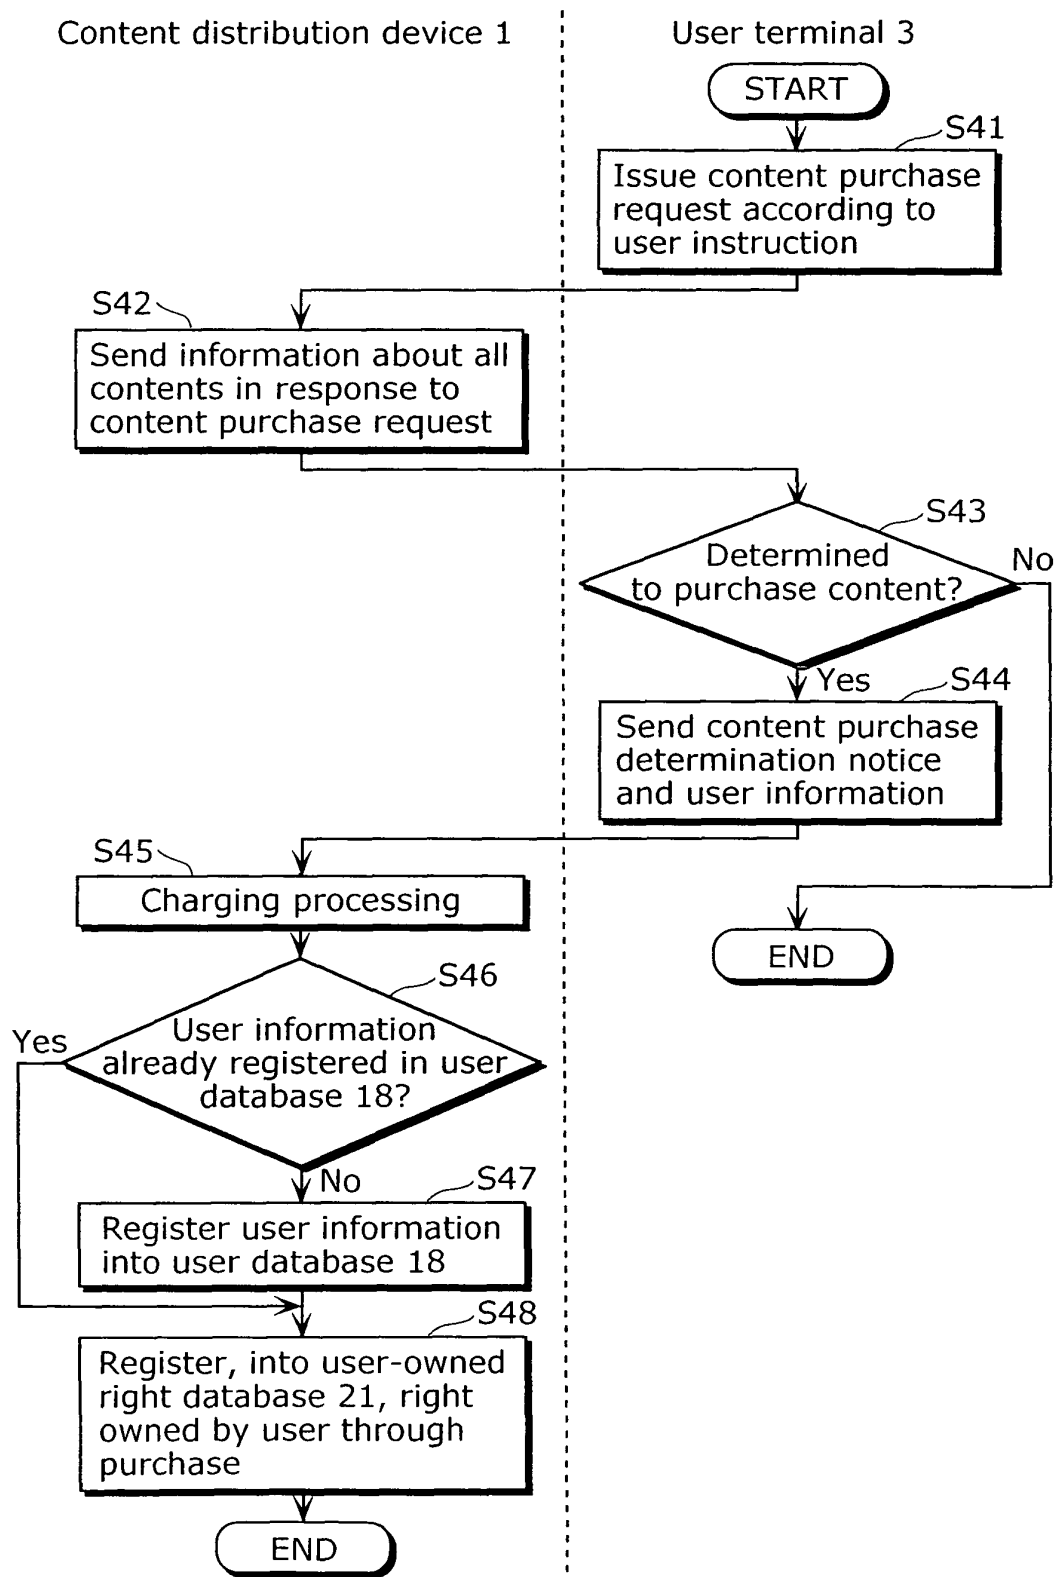 Content distribution device 1
User terminal 3
START
S41
Issue content purchase
request according to
user instruction
S42
Send information about all
contents in response to
content purchase request
S43
Determined
to purchase content?
No
Yes
S44
Send content purchase
determination notice
and user information
S45
Charging processing
END
S46
User information
already registered in user
database 18?
Yes
No
S47
Register user information
into user database 18
S48
Register, into user-owned
right database 21, right
owned by user through
purchase
END